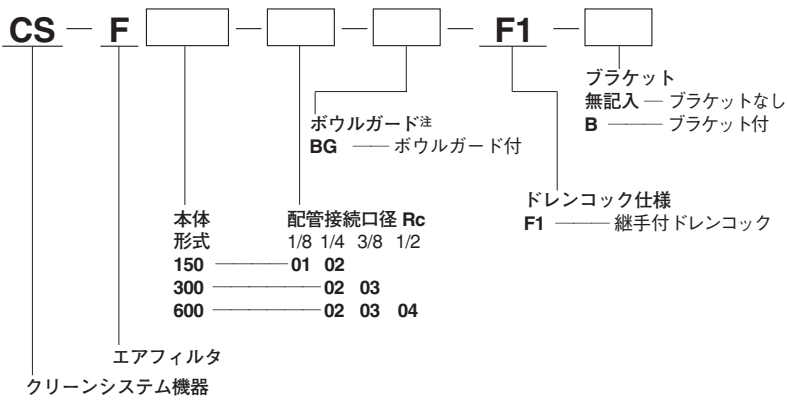 CS － F － － － F1 －
ブラケット
無記入 ― ブラケットなし
B ――― ブラケット付
ボウルガード注
BG ―― ボウルガード付
ドレンコック仕様
F1 ――― 継手付ドレンコック
本体 配管接続口径 Rc
形式 1/8 1/4 3/8 1/2
150 ――― 01 02
300 ――― 02 03
600 ――― 02 03 04
エアフィルタ
クリーンシステム機器